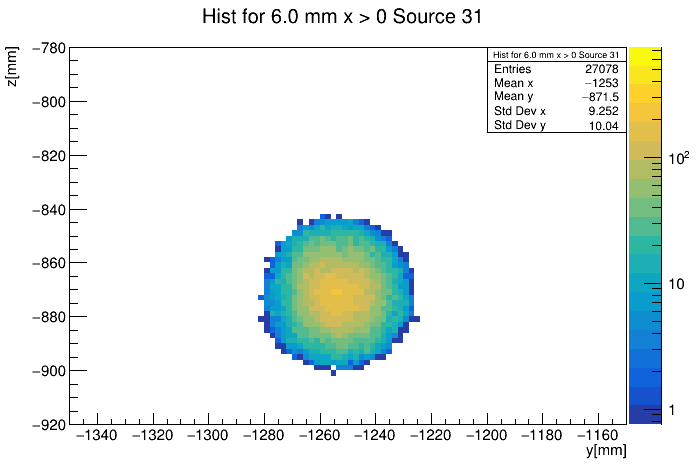 Hist for 6.0 mm x > 0 Source 31
z[mm]
−780
−800
−820
−840
−860
−880
−900
−920
Hist for 6.0 mm x > 0 Source 31
Entries 27078
Mean x −1253
Mean y −871.5
Std Dev x 9.252
Std Dev y 10.04
10²
10
1
−1340 −1320 −1300 −1280 −1260 −1240 −1220 −1200 −1180 −1160
y[mm]